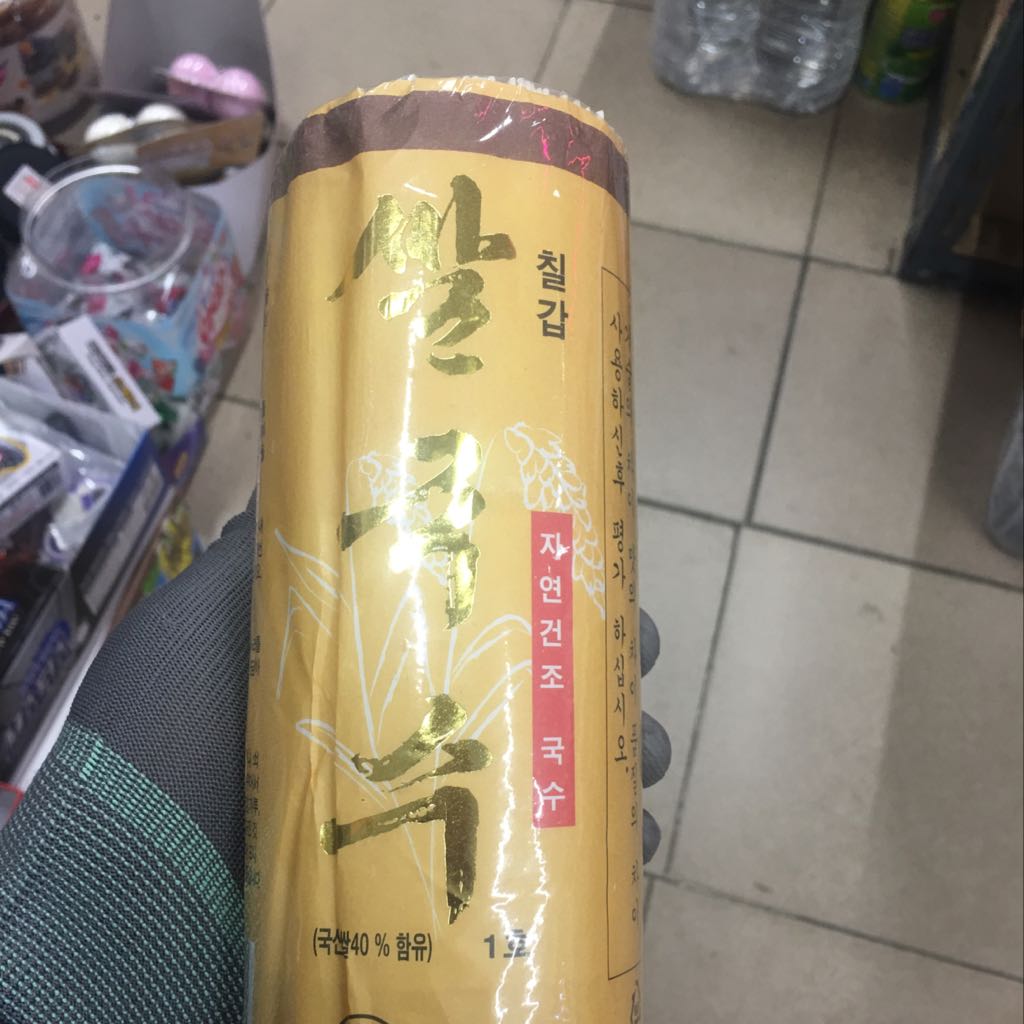 쌀국수
칠갑
자연건조 국수
사용하신후 평가 하십시오.
(국산쌀40 % 함유)
1호